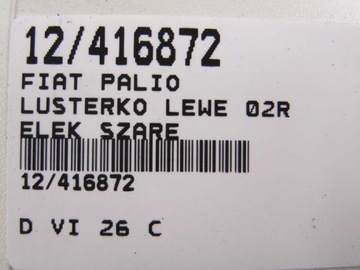 12/416872
FIAT PALIO
LUSTERKO LEWE 02R
ELEK SZARE
12/416872
D VI 26 C